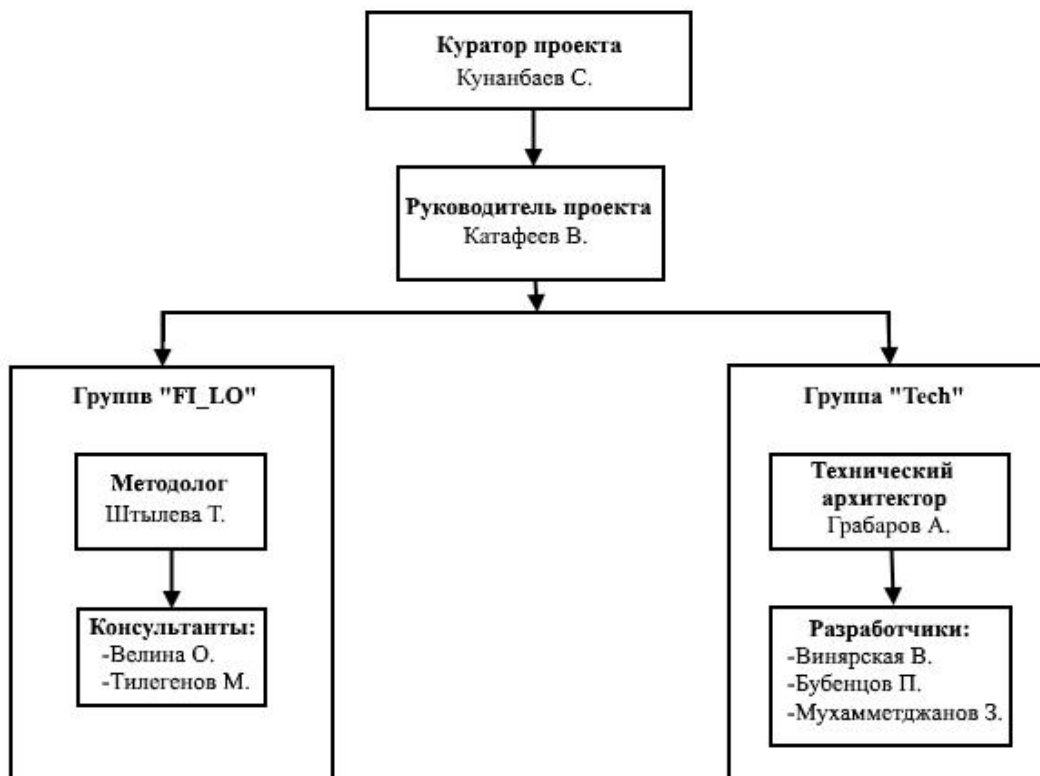 Куратор проекта
Кунанбаев С.
Руководитель проекта
Катафеев В.
Группв "FI_LO"
Методолог
Штылева Т.
Консультанты:
-Велина О.
-Тилегенов М.
Группа "Tech"
Технический
архитектор
Грабаров А.
Разработчики:
-Винярская В.
-Бубенцов П.
-Мухамметджанов З.